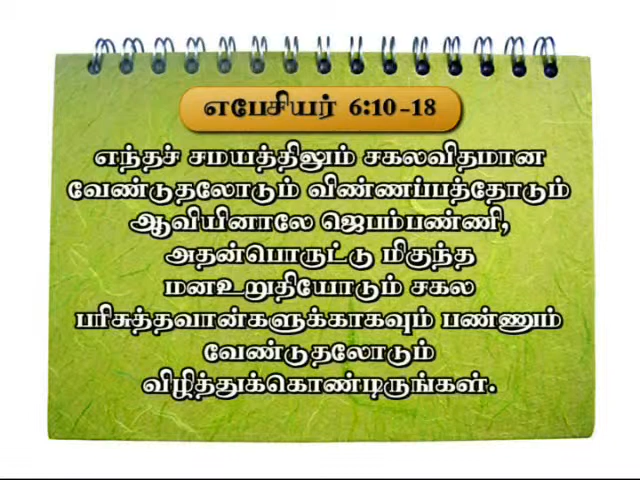 எபேசியர் 6:10-18
எந்தச் சமயத்திலும் சகலவிதமான
வேண்டுதலோடும் விண்ணப்பத்தோடும்
ஆவியினாலே ஜெபம்பண்ணி,
அதன்பொருட்டு மிகுந்த
மனஉறுதியோடும் சகல
பரிசுத்தவான்களுக்காகவும் பண்ணும்
வேண்டுதலோடும்
விழித்துக்கொண்டிருங்கள்.